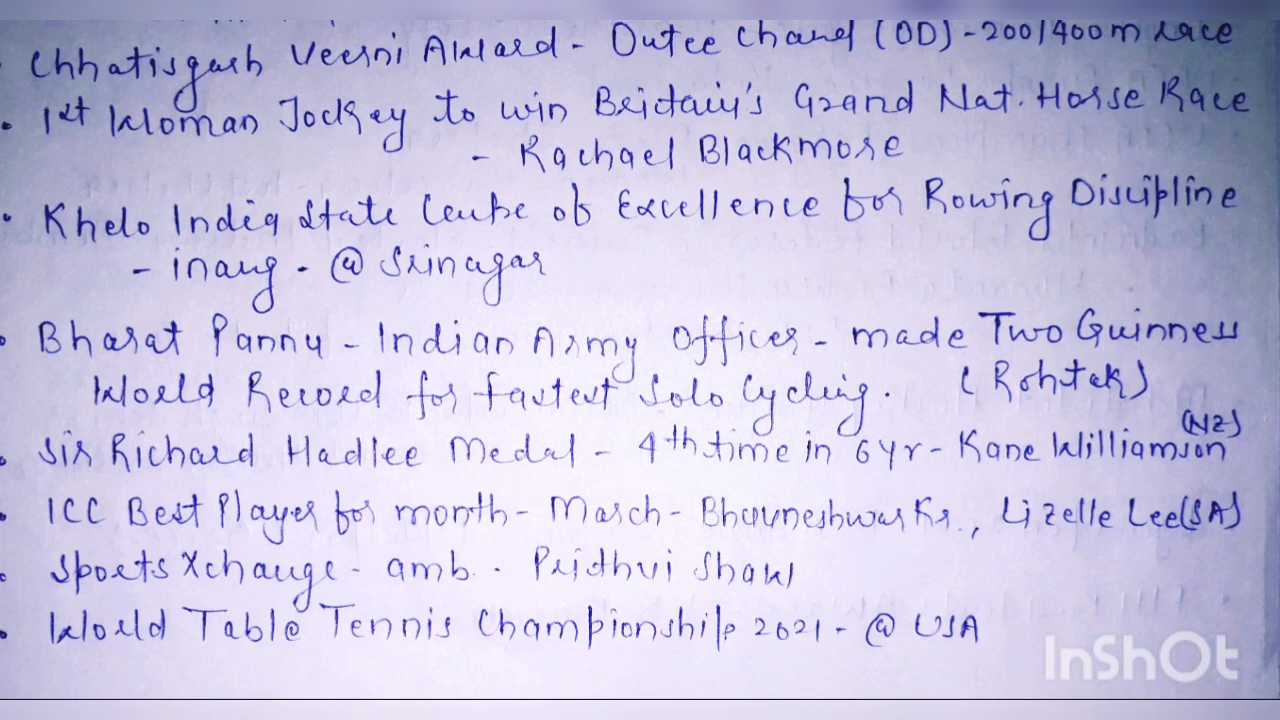 Chhatisgarh Veerni Award - Dutee Chand (OD) - 200/400m race
• 1st Woman Jockey to win Britain's Grand Nat. Horse Race
- Rachael Blackmore
• Khelo India State Centre of Excellence for Rowing Discipline
- inaug. @ Srinagar
• Bharat Pannu - Indian Army Officer - made Two Guinness
World Record for fastest Solo Cycling. (Rohtak)
• Sir Richard Hadlee Medal - 4th time in 6 yr - Kane Williamson (NZ)
• ICC Best Player for month - March - Bhuvneshwar Kr., Lizelle Lee (SA)
• Sports Xchange - amb. - Prithvi Shaw
• World Table Tennis Championship 2021 - @ USA
InShOt